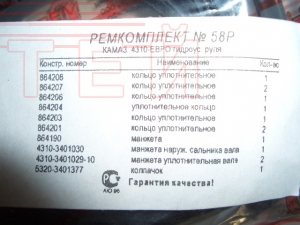 РЕМКОМПЛЕКТ № 58Р
КАМАЗ 4310 ЕВРО гидроус. руля
Констр. номер Наименование Кол-во
864208 кольцо уплотнительное 1
864207 кольцо уплотнительное 2
864206 кольцо уплотнительное 1
864204 уплотнительное кольцо 1
864203 кольцо уплотнительное 1
864201 кольцо уплотнительное 2
864190 манжета 1
4310-3401030 манжета наруж. сальника вала 1
4310-3401029-10 манжета уплотнительная вала 2
5320-3401377 колпачок 1
Гарантия качества!